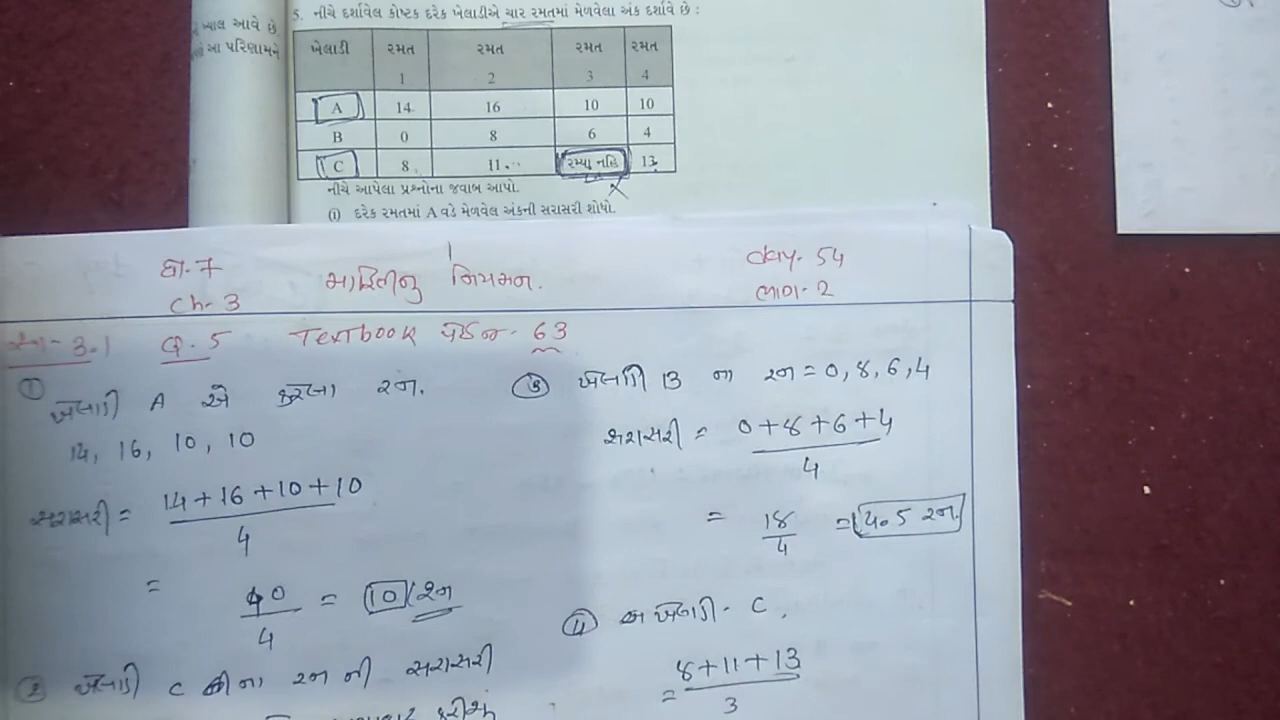 ખ્યાલ આવે છે
આ પરિણામને
5. નીચે દર્શાવેલ કોષ્ટક દરેક ખેલાડીએ ચાર રમતમાં મેળવેલા અંક દર્શાવે છે :
ખેલાડી રમત રમત રમત રમત
1 2 3 4
A 14 16 10 10
B 0 8 6 4
C 8 11 રમ્યા નહિ 13
નીચે આપેલા પ્રશ્નોના જવાબ આપો.
(i) દરેક રમતમાં A વડે મેળવેલ અંકની સરાસરી શોધો.
ધો.-7 માહિતીનું નિયમન. day- 54
Ch- 3 ભાગ- 2
સ્વા- 3.1 Q. 5 Textbook પેઈજ- 63
① ખેલાડી A એ કરેલા રન.
14, 16, 10, 10
સરાસરી = 14+16+10+10
4
= 40 = 10 રન
4
② ખેલાડી C ના રન ની સરાસરી
③ ખેલાડી B ના રન = 0, 8, 6, 4
સરાસરી = 0+8+6+4
4
= 18 = 4.5 રન.
4
④ ખેલાડી - C.
= 8+11+13
3